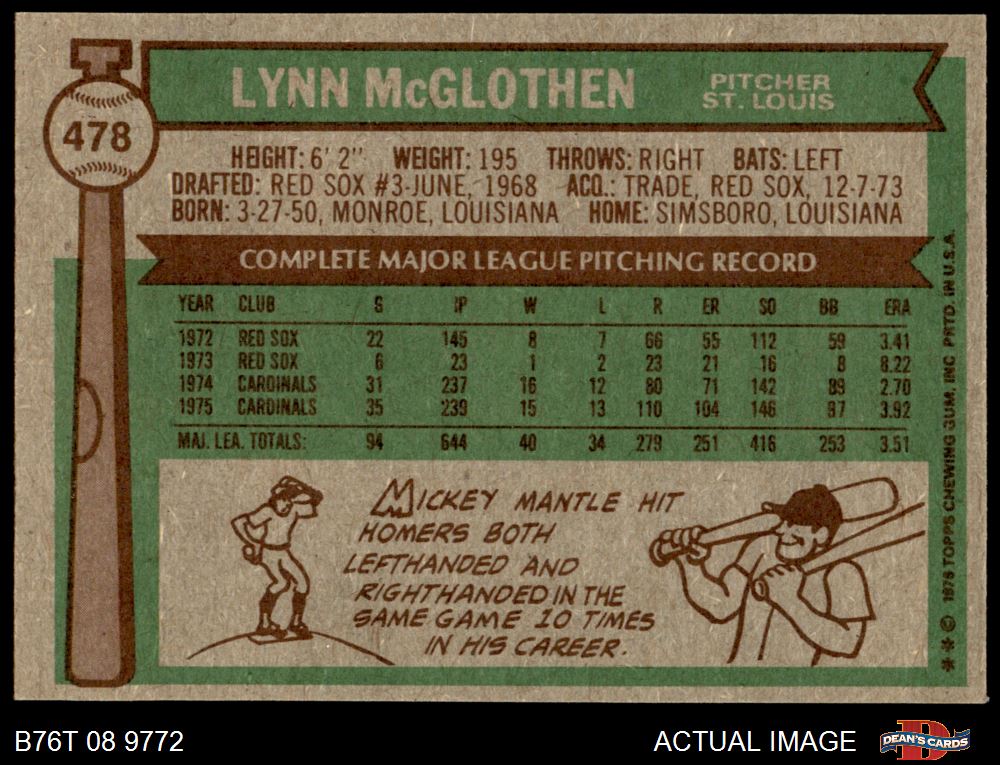 LYNN McGLOTHEN
PITCHER
ST. LOUIS
478
HEIGHT: 6' 2" WEIGHT: 195 THROWS: RIGHT BATS: LEFT
DRAFTED: RED SOX #3-JUNE, 1968 ACQ.: TRADE, RED SOX, 12-7-73
BORN: 3-27-50, MONROE, LOUISIANA HOME: SIMSBORO, LOUISIANA
COMPLETE MAJOR LEAGUE PITCHING RECORD
YEAR CLUB G IP W L R ER SO BB ERA
1972 RED SOX 22 145 8 7 66 55 112 59 3.41
1973 RED SOX 6 23 1 2 23 21 16 8 8.22
1974 CARDINALS 31 237 16 12 80 71 142 89 2.70
1975 CARDINALS 35 239 15 13 110 104 146 97 3.92
MAJ. LEA. TOTALS: 94 644 40 34 279 251 416 253 3.51
MICKEY MANTLE HIT
HOMERS BOTH
LEFTHANDED AND
RIGHTHANDED IN THE
SAME GAME 10 TIMES
IN HIS CAREER.
** © 1976 TOPPS CHEWING GUM, INC. PRTD. IN U.S.A.
B76T 08 9772
ACTUAL IMAGE
DEAN'S CARDS